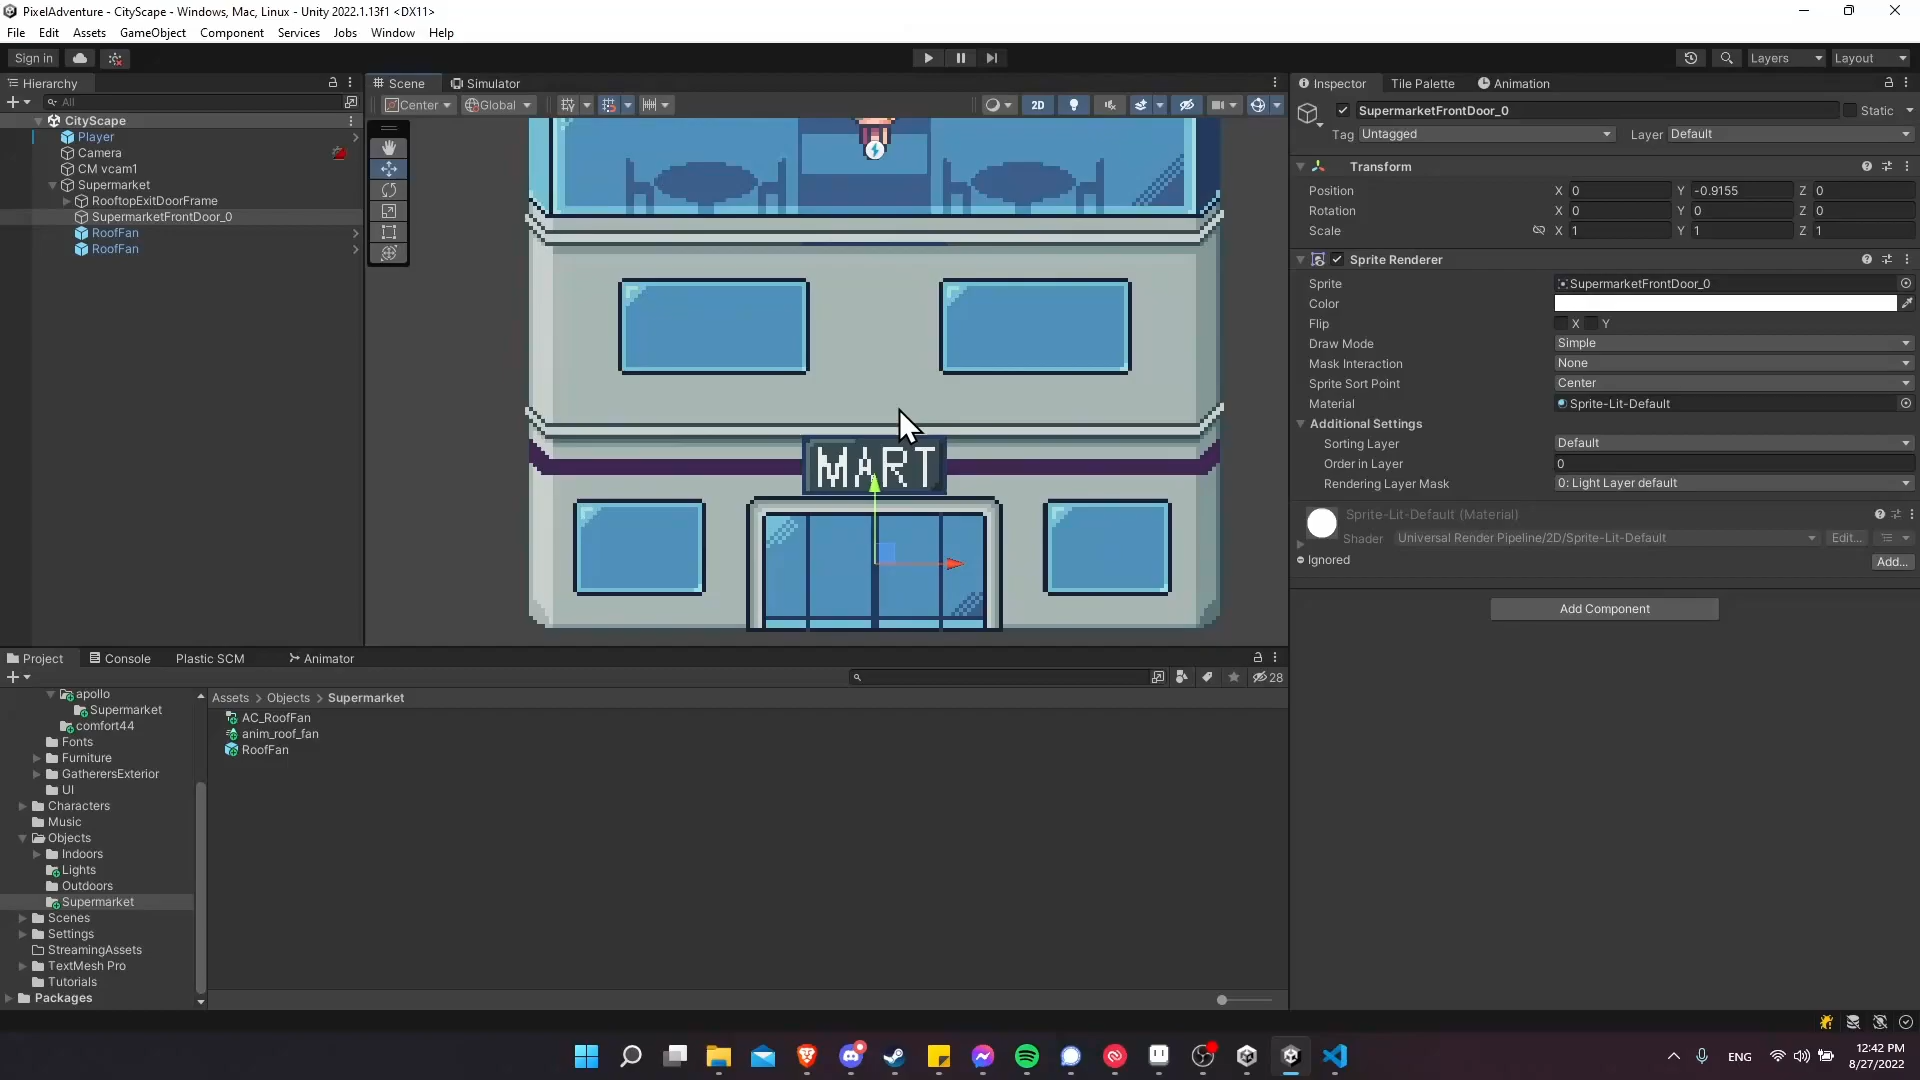 PixelAdventure - CityScape - Windows, Mac, Linux - Unity 2022.1.13f1 <DX11>
File Edit Assets GameObject Component Services Jobs Window Help
Sign in Layers Layout
Hierarchy
All
CityScape
Player
Camera
CM vcam1
Supermarket
RooftopExitDoorFrame
SupermarketFrontDoor_0
RoofFan
RoofFan
Scene Simulator
Center Global 2D
MART
Inspector Tile Palette Animation
SupermarketFrontDoor_0 Static
Tag Untagged Layer Default
Transform
Position X 0 Y -0.9155 Z 0
Rotation X 0 Y 0 Z 0
Scale X 1 Y 1 Z 1
Sprite Renderer
Sprite SupermarketFrontDoor_0
Color
Flip X Y
Draw Mode Simple
Mask Interaction None
Sprite Sort Point Center
Material Sprite-Lit-Default
Additional Settings
Sorting Layer Default
Order in Layer 0
Rendering Layer Mask 0: Light Layer default
Sprite-Lit-Default (Material)
Shader Universal Render Pipeline/2D/Sprite-Lit-Default Edit...
Ignored Add...
Add Component
Project Console Plastic SCM Animator
28
apollo
Supermarket
comfort44
Fonts
Furniture
GatherersExterior
UI
Characters
Music
Objects
Indoors
Lights
Outdoors
Supermarket
Scenes
Settings
StreamingAssets
TextMesh Pro
Tutorials
Packages
Assets > Objects > Supermarket
AC_RoofFan
anim_roof_fan
RoofFan
ENG
12:42 PM
8/27/2022